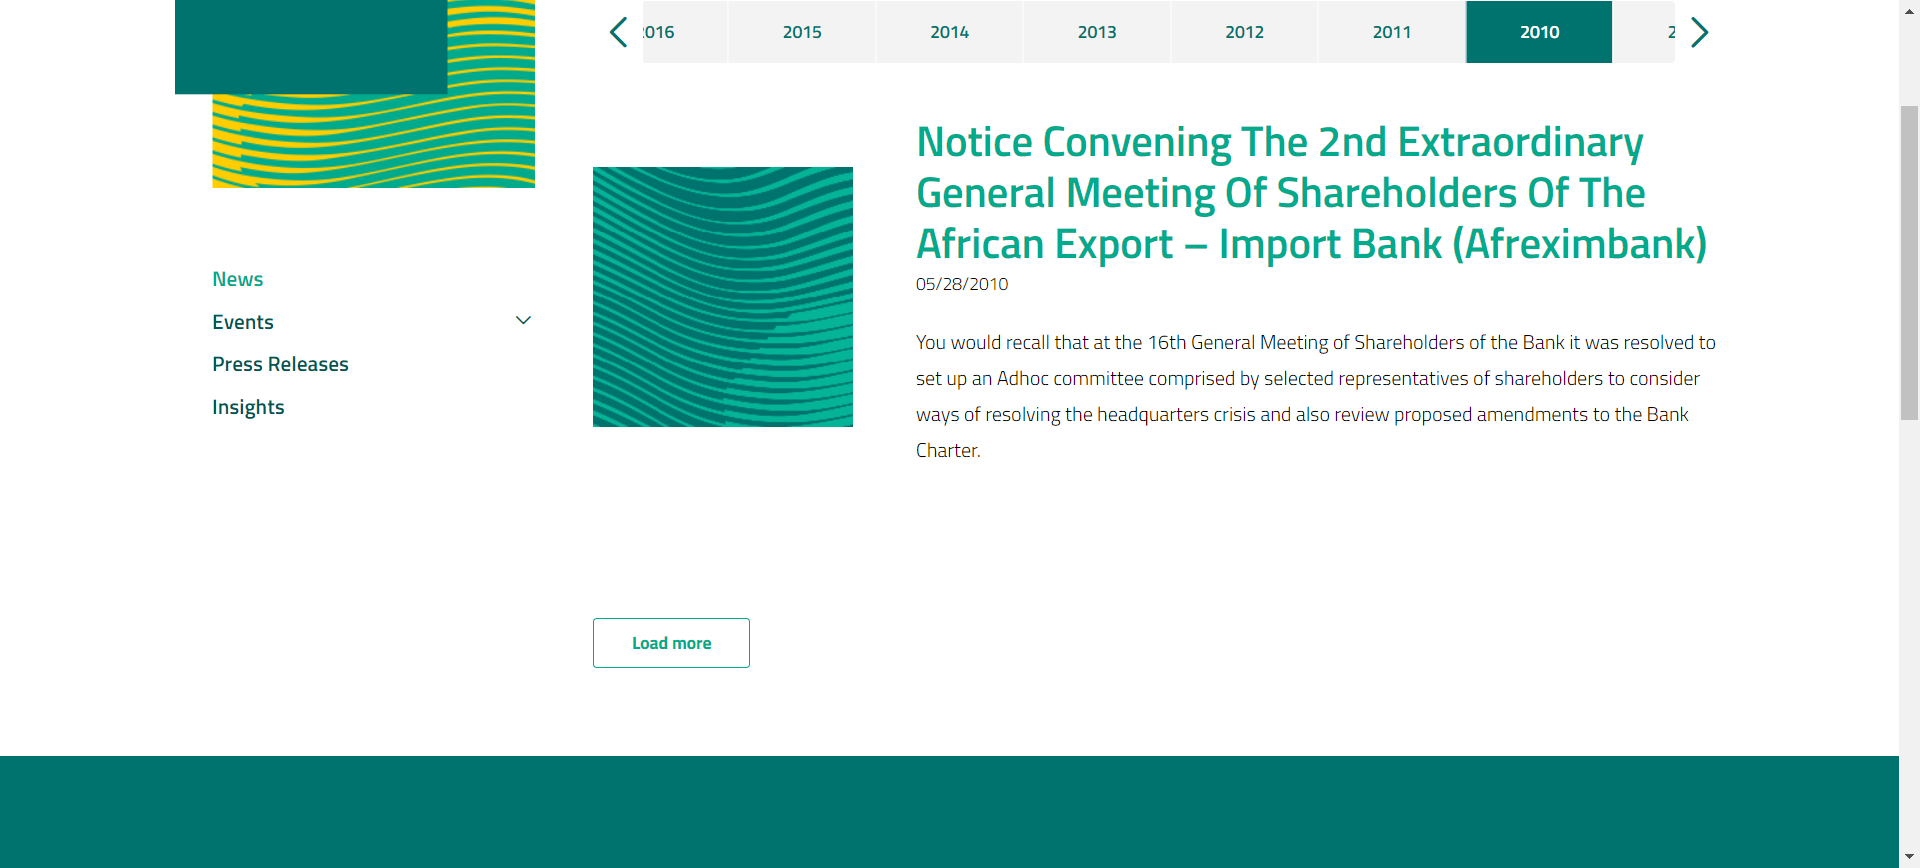 2015
2014
2013
2012
2011
2010
Notice Convening The 2nd Extraordinary
General Meeting Of Shareholders Of The
African Export – Import Bank (Afreximbank)
05/28/2010
You would recall that at the 16th General Meeting of Shareholders of the Bank it was resolved to
set up an Adhoc committee comprised by selected representatives of shareholders to consider
ways of resolving the headquarters crisis and also review proposed amendments to the Bank
Charter.
News
Events
Press Releases
Insights
Load more